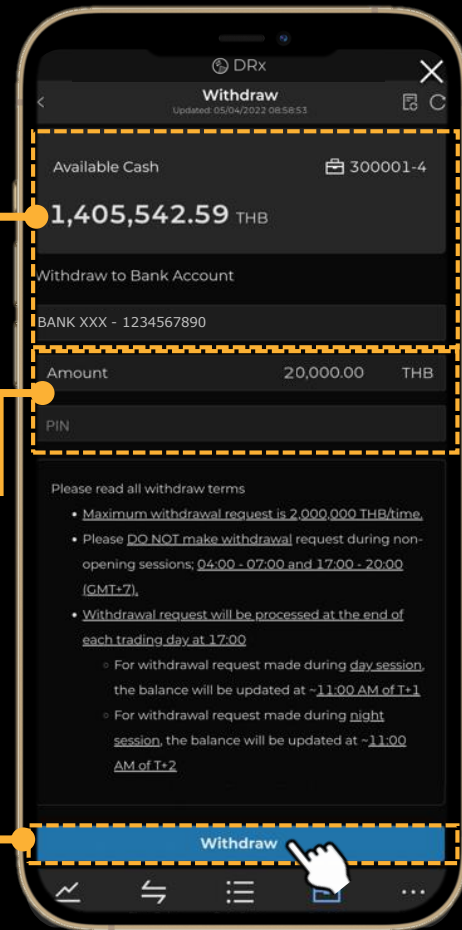 DRx
Withdraw
Updated: 05/04/2022 08:58:53
Available Cash 300001-4
1,405,542.59 THB
Withdraw to Bank Account
BANK XXX - 1234567890
Amount 20,000.00 THB
PIN
Please read all withdraw terms
• Maximum withdrawal request is 2,000,000 THB/time.
• Please DO NOT make withdrawal request during non-
opening sessions; 04:00 - 07:00 and 17:00 - 20:00
(GMT+7).
• Withdrawal request will be processed at the end of
each trading day at 17:00
○ For withdrawal request made during day session,
the balance will be updated at ~11:00 AM of T+1
○ For withdrawal request made during night
session, the balance will be updated at ~11:00
AM of T+2
Withdraw